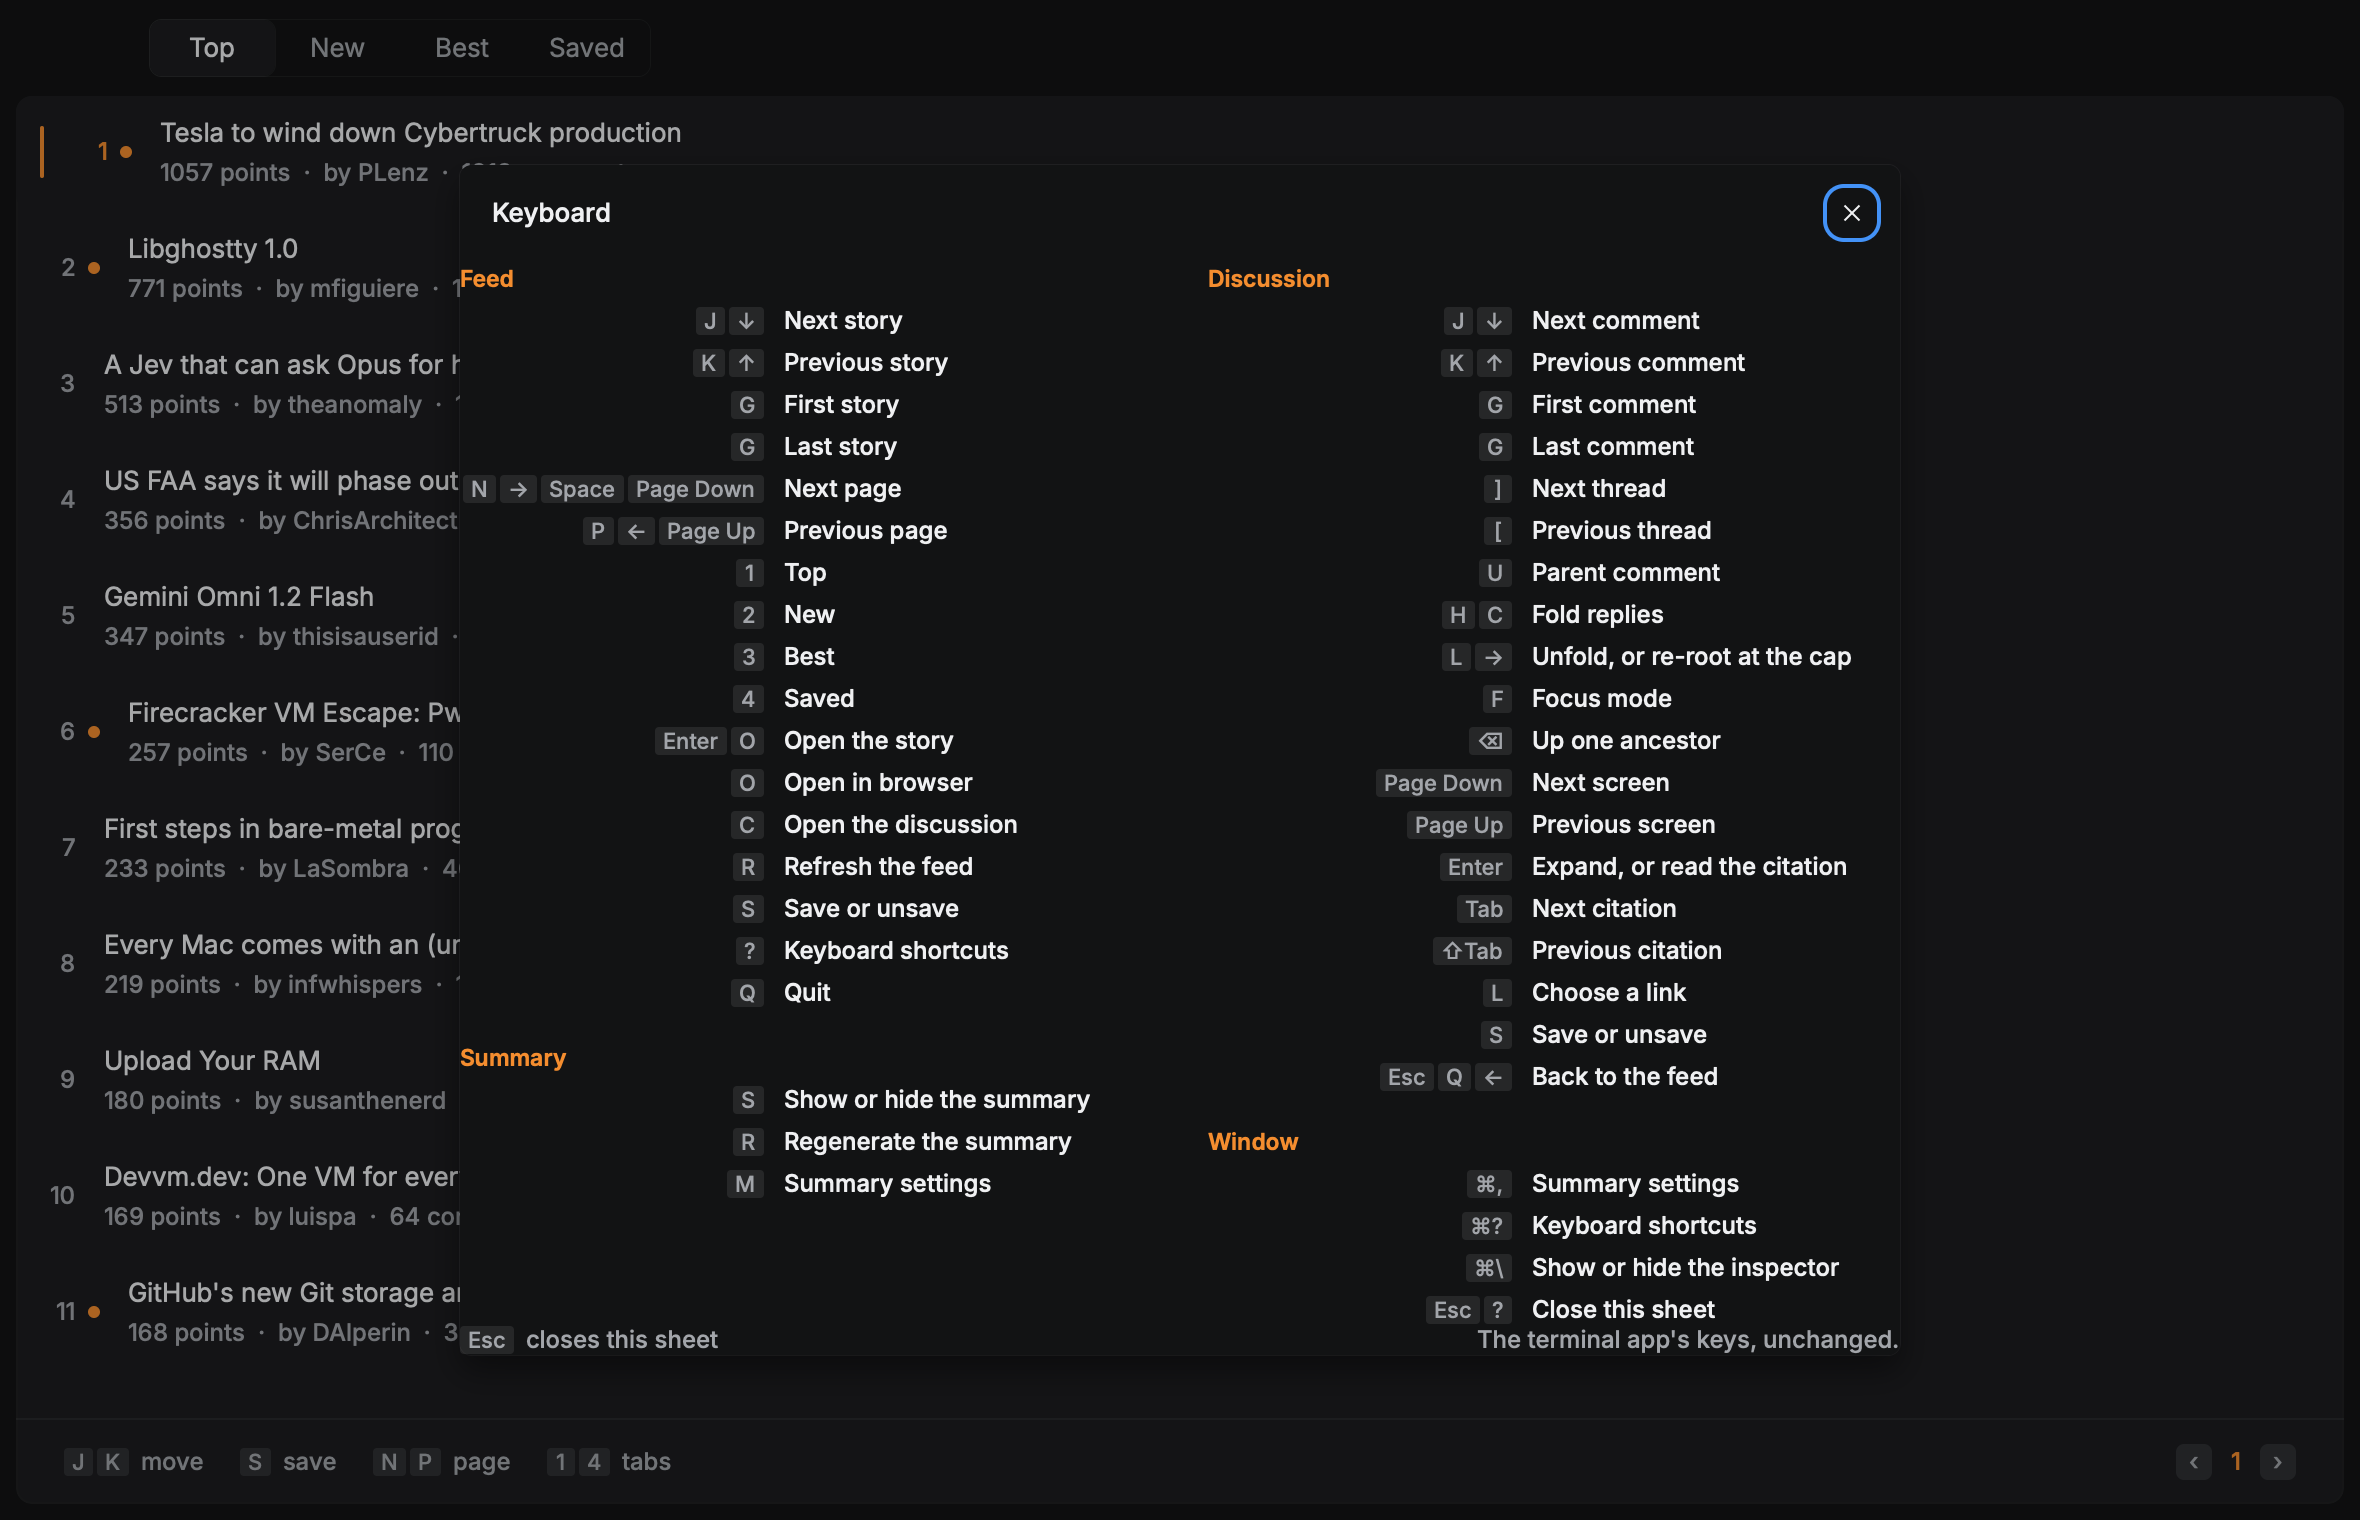 Top New Best Saved
1 Tesla to wind down Cybertruck production
1057 points · by PLenz ·
2 Libghostty 1.0
771 points · by mfiguiere ·
3 A Jev that can ask Opus for
513 points · by theanomaly ·
4 US FAA says it will phase out
356 points · by ChrisArchitect
5 Gemini Omni 1.2 Flash
347 points · by thisisauserid ·
6 Firecracker VM Escape:
257 points · by SerCe · 110
7 First steps in bare-metal
233 points · by LaSombra ·
8 Every Mac comes with an
219 points · by infwhispers ·
9 Upload Your RAM
180 points · by susanthenerd
10 Devvm.dev: One VM for
169 points · by luispa · 64
11 GitHub's new Git storage
168 points · by DAlperin ·
Keyboard
Feed
J ↓ Next story
K ↑ Previous story
G First story
G Last story
N → Space Page Down Next page
P ← Page Up Previous page
1 Top
2 New
3 Best
4 Saved
Enter O Open the story
O Open in browser
C Open the discussion
R Refresh the feed
S Save or unsave
? Keyboard shortcuts
Q Quit
Summary
S Show or hide the summary
R Regenerate the summary
M Summary settings
Discussion
J ↓ Next comment
K ↑ Previous comment
G First comment
G Last comment
] Next thread
[ Previous thread
U Parent comment
H C Fold replies
L → Unfold, or re-root at the cap
F Focus mode
⌫ Up one ancestor
Page Down Next screen
Page Up Previous screen
Enter Expand, or read the citation
Tab Next citation
⇧Tab Previous citation
L Choose a link
S Save or unsave
Esc Q ← Back to the feed
Window
⌘, Summary settings
⌘? Keyboard shortcuts
⌘\ Show or hide the inspector
Esc ? Close this sheet
Esc closes this sheet
The terminal app's keys, unchanged.
J K move S save N P page 1 4 tabs
‹ 1 ›